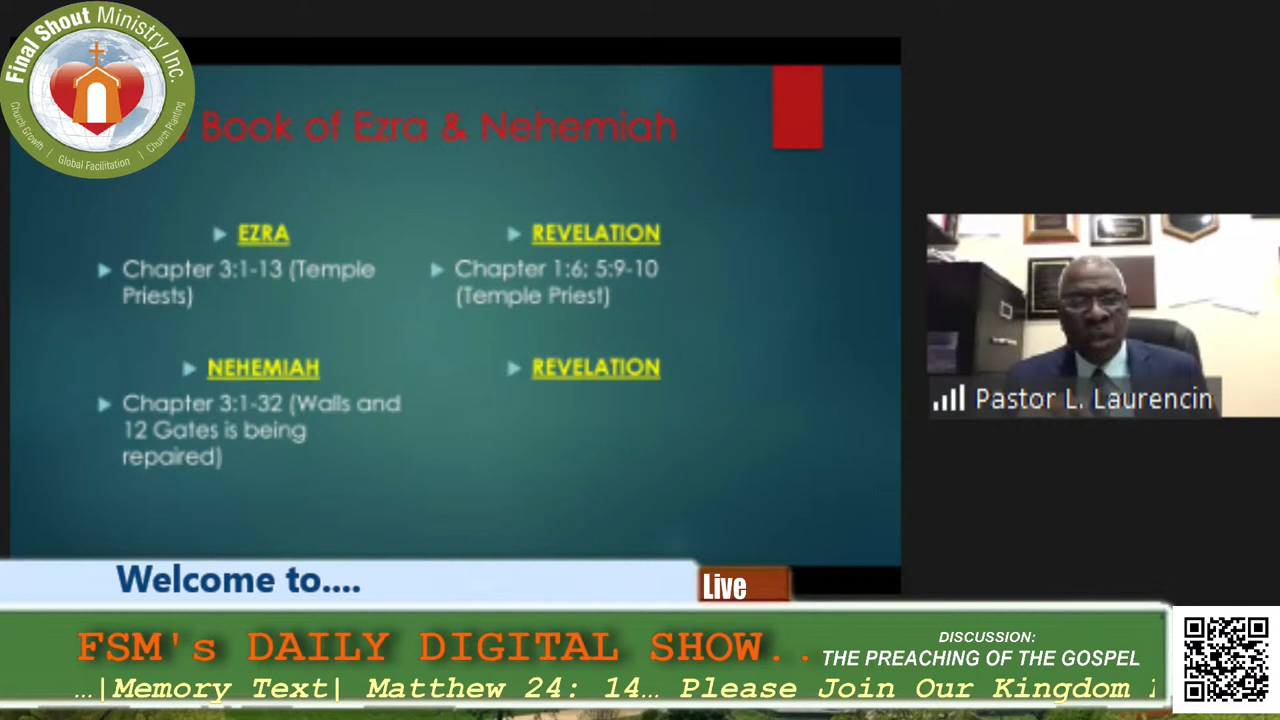 Final Shout Ministry Inc.
Church Growth | Global Facilitation | Church Planting
Book of Ezra & Nehemiah
EZRA
Chapter 3:1-13 (Temple
Priests)
REVELATION
Chapter 1:6; 5:9-10
(Temple Priest)
NEHEMIAH
Chapter 3:1-32 (Walls and
12 Gates is being
repaired)
REVELATION
Pastor L. Laurencin
Welcome to....
Live
FSM's DAILY DIGITAL SHOW..
DISCUSSION:
THE PREACHING OF THE GOSPEL
…|Memory Text| Matthew 24: 14… Please Join Our Kingdom